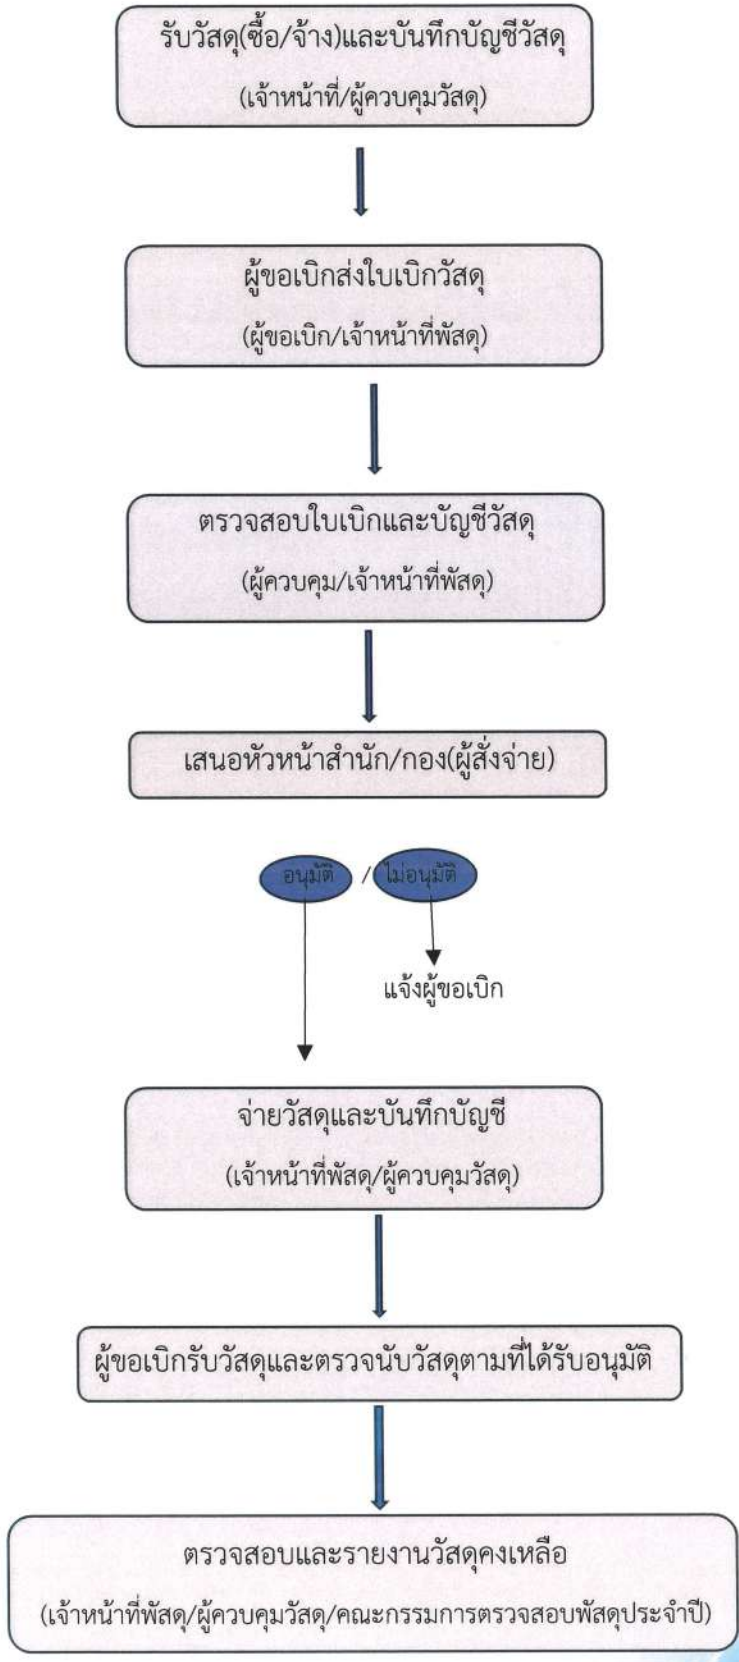 รับวัสดุ(ซื้อ/จ้าง)และบันทึกบัญชีวัสดุ
(เจ้าหน้าที่/ผู้ควบคุมวัสดุ)
ผู้ขอเบิกส่งใบเบิกวัสดุ
(ผู้ขอเบิก/เจ้าหน้าที่พัสดุ)
ตรวจสอบใบเบิกและบัญชีวัสดุ
(ผู้ควบคุม/เจ้าหน้าที่พัสดุ)
เสนอหัวหน้าสำนัก/กอง(ผู้สั่งจ่าย)
อนุมัติ / ไม่อนุมัติ
แจ้งผู้ขอเบิก
จ่ายวัสดุและบันทึกบัญชี
(เจ้าหน้าที่พัสดุ/ผู้ควบคุมวัสดุ)
ผู้ขอเบิกรับวัสดุและตรวจนับวัสดุตามที่ได้รับอนุมัติ
ตรวจสอบและรายงานวัสดุคงเหลือ
(เจ้าหน้าที่พัสดุ/ผู้ควบคุมวัสดุ/คณะกรรมการตรวจสอบพัสดุประจำปี)